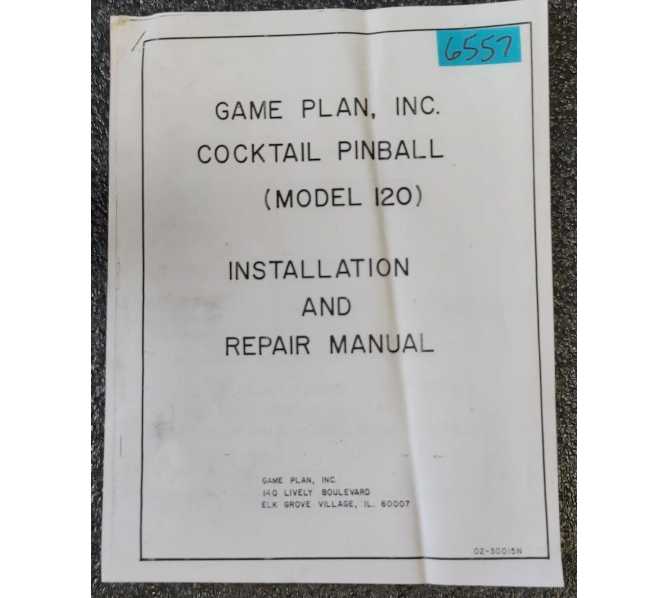 6557
GAME PLAN, INC.
COCKTAIL PINBALL
(MODEL 120)
INSTALLATION
AND
REPAIR MANUAL
GAME PLAN, INC.
140 LIVELY BOULEVARD
ELK GROVE VILLAGE, IL. 60007
02-30015N